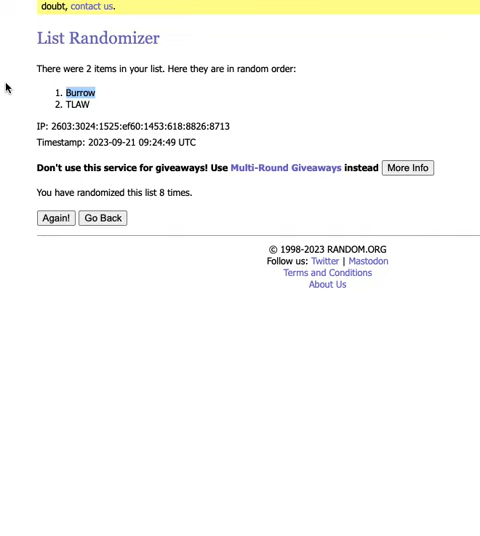 doubt, contact us.
List Randomizer
There were 2 items in your list. Here they are in random order:
1. Burrow
2. TLAW
IP: 2603:3024:1525:ef60:1453:618:8826:8713
Timestamp: 2023-09-21 09:24:49 UTC
Don't use this service for giveaways! Use Multi-Round Giveaways instead More Info
You have randomized this list 8 times.
Again! Go Back
© 1998-2023 RANDOM.ORG
Follow us: Twitter | Mastodon
Terms and Conditions
About Us